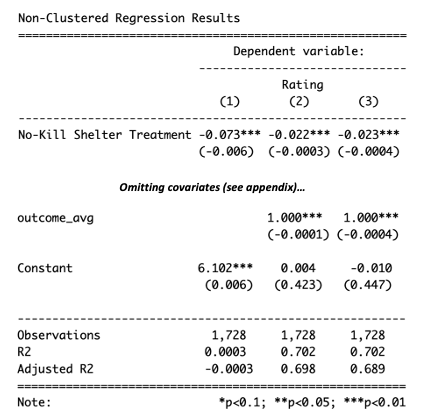 Non-Clustered Regression Results
==================================================
Dependent variable:
----------------------------
Rating
(1) (2) (3)
--------------------------------------------------
No-Kill Shelter Treatment -0.073*** -0.022*** -0.023***
(-0.006) (-0.0003) (-0.0004)
Omitting covariates (see appendix)...
outcome_avg 1.000*** 1.000***
(-0.0001) (-0.0004)
Constant 6.102*** 0.004 -0.010
(0.006) (0.423) (0.447)
--------------------------------------------------
Observations 1,728 1,728 1,728
R2 0.0003 0.702 0.702
Adjusted R2 -0.0003 0.698 0.689
==================================================
Note: *p<0.1; **p<0.05; ***p<0.01